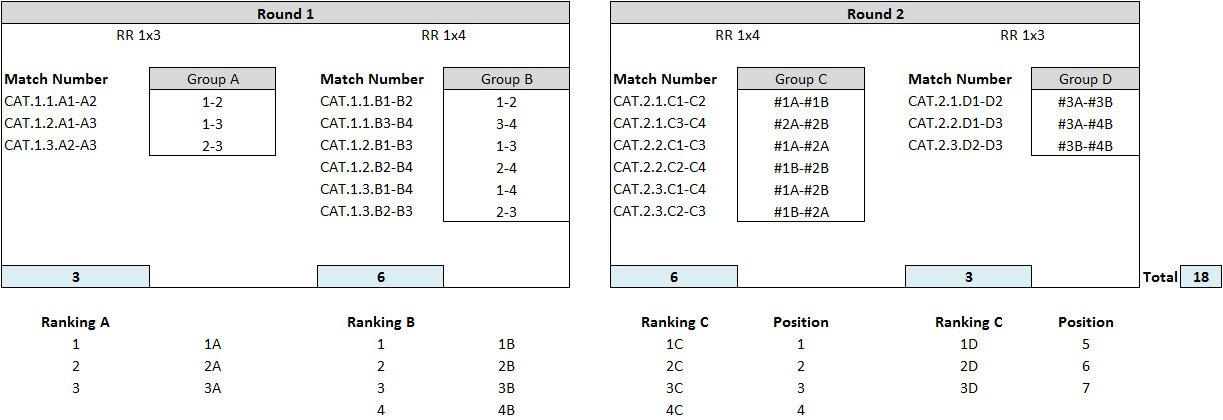 Round 1 Round 2
RR 1x3 RR 1x4 RR 1x4 RR 1x3
Match Number Group A Match Number Group B Match Number Group C Match Number Group D
CAT.1.1.A1-A2 1-2 CAT.1.1.B1-B2 1-2 CAT.2.1.C1-C2 #1A-#1B CAT.2.1.D1-D2 #3A-#3B
CAT.1.2.A1-A3 1-3 CAT.1.1.B3-B4 3-4 CAT.2.1.C3-C4 #2A-#2B CAT.2.2.D1-D3 #3A-#4B
CAT.1.3.A2-A3 2-3 CAT.1.2.B1-B3 1-3 CAT.2.2.C1-C3 #1A-#2A CAT.2.3.D2-D3 #3B-#4B
CAT.1.2.B2-B4 2-4 CAT.2.2.C2-C4 #1B-#2B
CAT.1.3.B1-B4 1-4 CAT.2.3.C1-C4 #1A-#2B
CAT.1.3.B2-B3 2-3 CAT.2.3.C2-C3 #1B-#2A
3 6 6 3 Total 18
Ranking A Ranking B Ranking C Position Ranking C Position
1 1A 1 1B 1C 1 1D 5
2 2A 2 2B 2C 2 2D 6
3 3A 3 3B 3C 3 3D 7
4 4B 4C 4